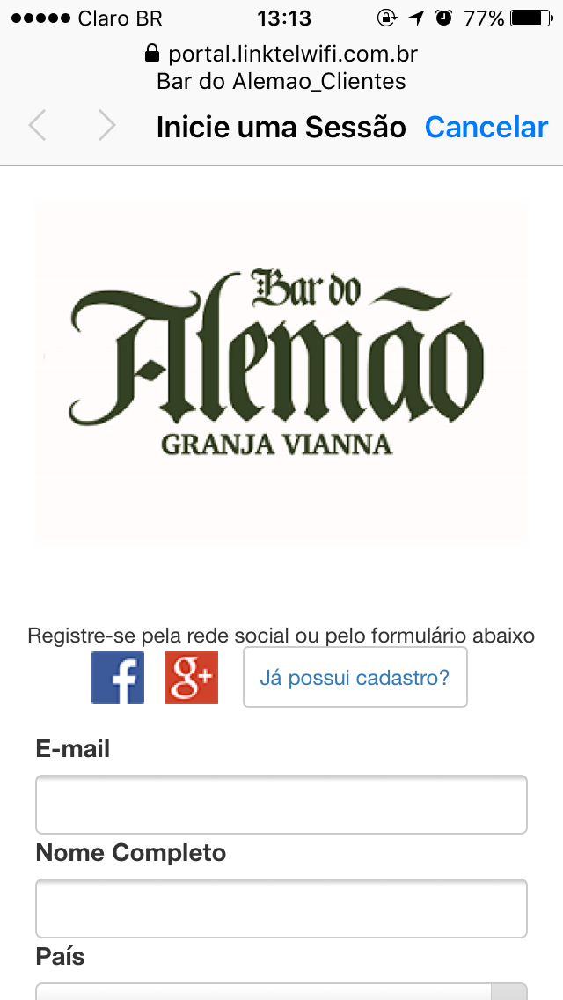 Claro BR 13:13 77%
portal.linktelwifi.com.br
Bar do Alemao_Clientes
Inicie uma Sessão Cancelar
Bar do
Alemão
GRANJA VIANNA
Registre-se pela rede social ou pelo formulário abaixo
f g+ Já possui cadastro?
E-mail
Nome Completo
País